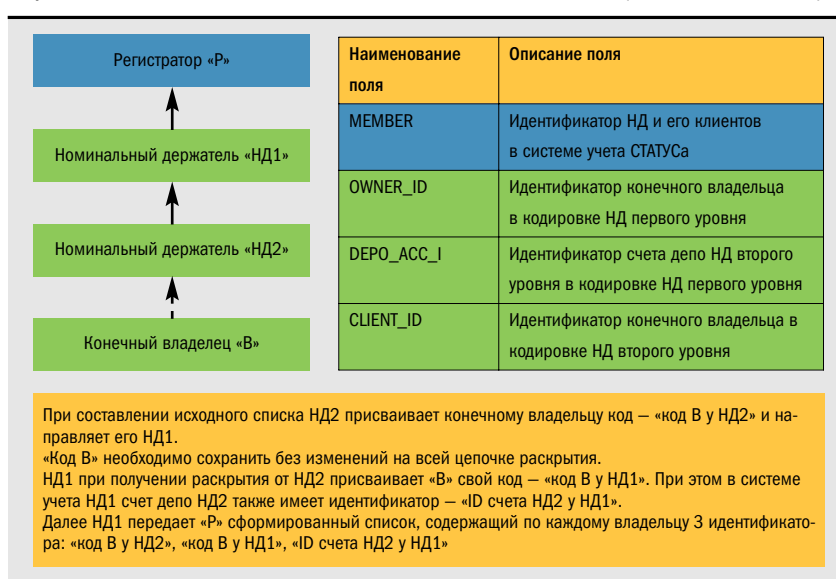 Регистратор «Р»
Номинальный держатель «НД1»
Номинальный держатель «НД2»
Конечный владелец «В»
Наименование
поля
Описание поля
MEMBER
Идентификатор НД и его клиентов
в системе учета СТАТУСа
OWNER_ID
Идентификатор конечного владельца
в кодировке НД первого уровня
DEPO_ACC_I
Идентификатор счета депо НД второго
уровня в кодировке НД первого уровня
CLIENT_ID
Идентификатор конечного владельца в
кодировке НД второго уровня
При составлении исходного списка НД2 присваивает конечному владельцу код — «код В у НД2» и на-
правляет его НД1.
«Код В» необходимо сохранить без изменений на всей цепочке раскрытия.
НД1 при получении раскрытия от НД2 присваивает «В» свой код — «код В у НД1». При этом в системе
учета НД1 счет депо НД2 также имеет идентификатор — «ID счета НД2 у НД1».
Далее НД1 передает «Р» сформированный список, содержащий по каждому владельцу 3 идентификато-
ра: «код В у НД2», «код В у НД1», «ID счета НД2 у НД1»